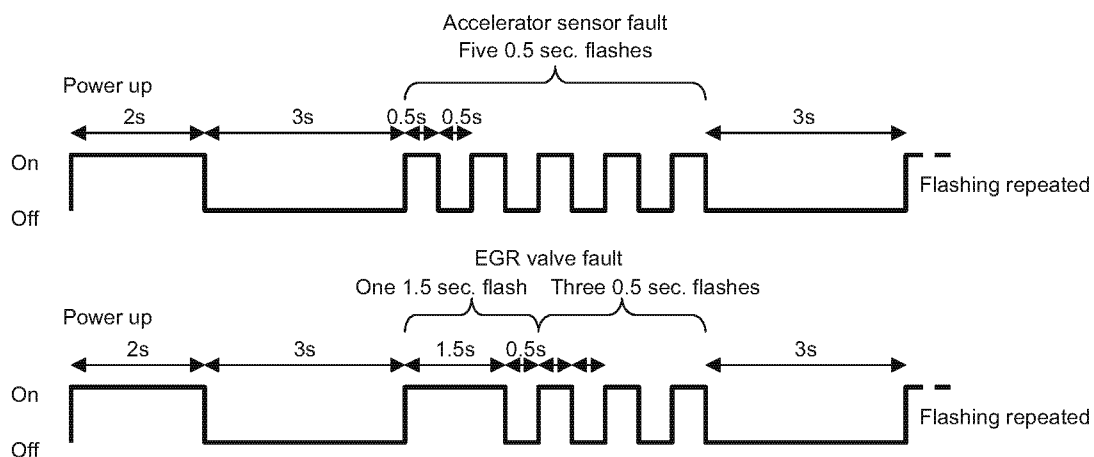 Accelerator sensor fault
Five 0.5 sec. flashes
Power up
2s 3s 0.5s 0.5s 3s
On
Flashing repeated
Off
EGR valve fault
One 1.5 sec. flash Three 0.5 sec. flashes
Power up
2s 3s 1.5s 0.5s 3s
On
Flashing repeated
Off